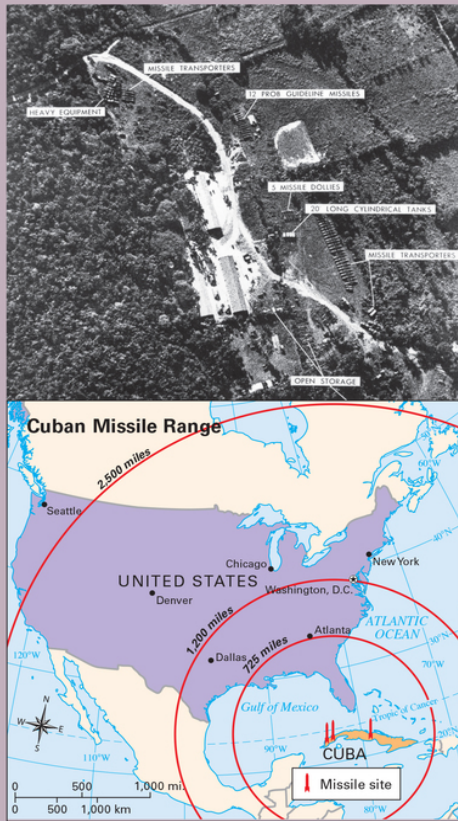 MISSILE TRANSPORTERS
12 PROB GUIDELINE MISSILES
HEAVY EQUIPMENT
5 MISSILE DOLLIES
20 LONG CYLINDRICAL TANKS
MISSILE TRANSPORTERS
OPEN STORAGE
Cuban Missile Range
2,500 miles
60°W
Seattle
40°N
Chicago
New York
UNITED STATES
Washington, D.C.
Denver
1,200 miles
ATLANTIC
OCEAN
Atlanta
30°N
Dallas
725 miles
120°W
70°W
N
W
E
S
Gulf of Mexico
Tropic of Cancer
20°N
90°W
CUBA
110°W
0 500 1,000 mi.
0 500 1,000 km
Missile site
80°W